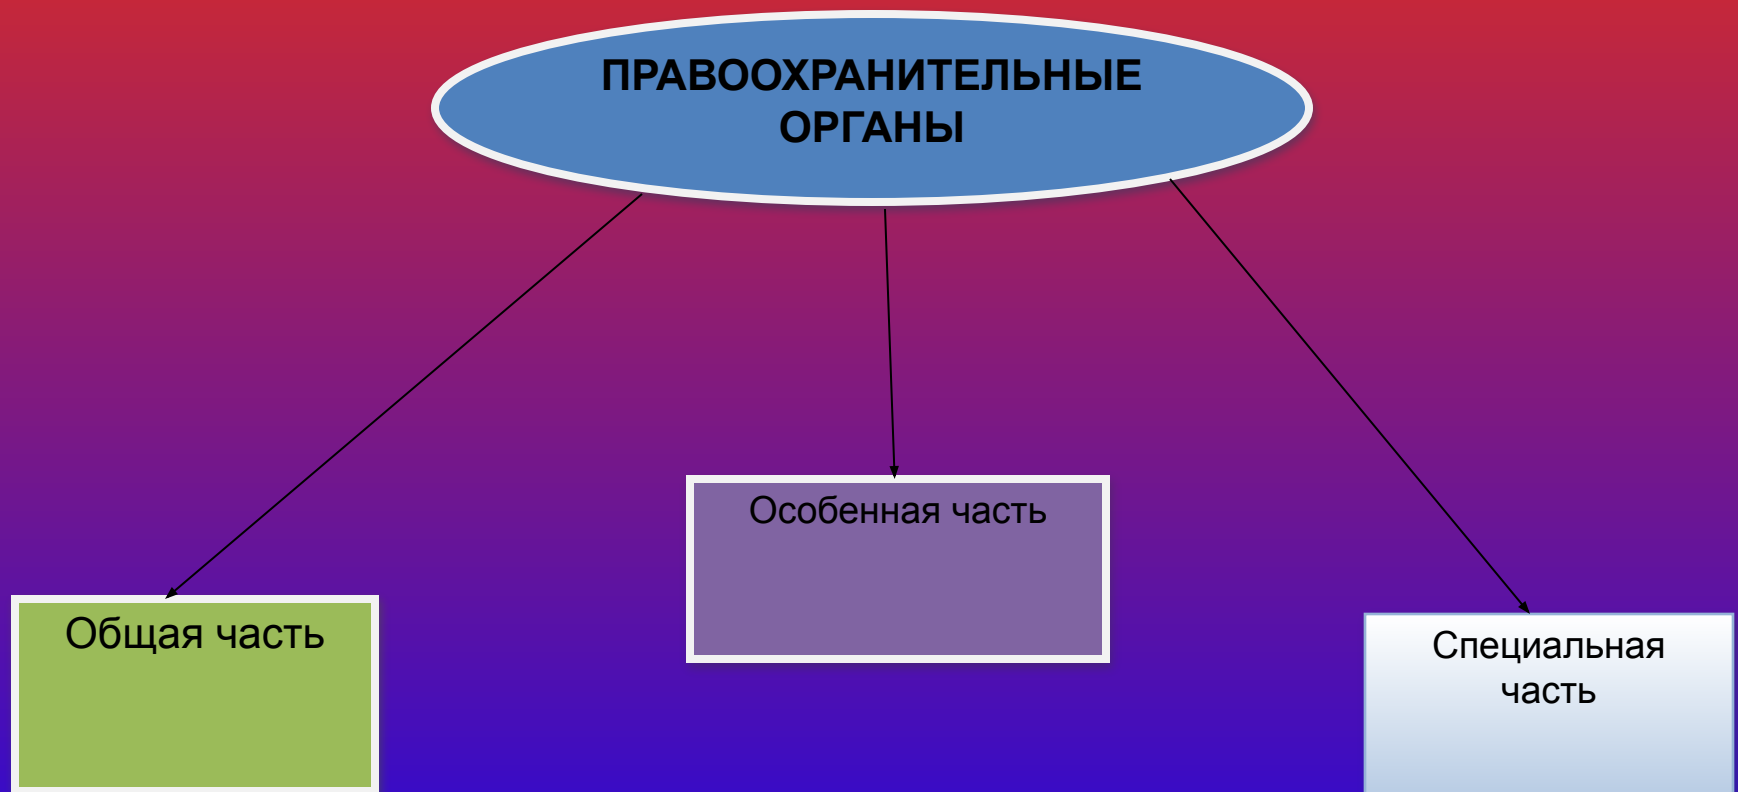 ПРАВООХРАНИТЕЛЬНЫЕ
ОРГАНЫ
Общая часть
Особенная часть
Специальная
часть